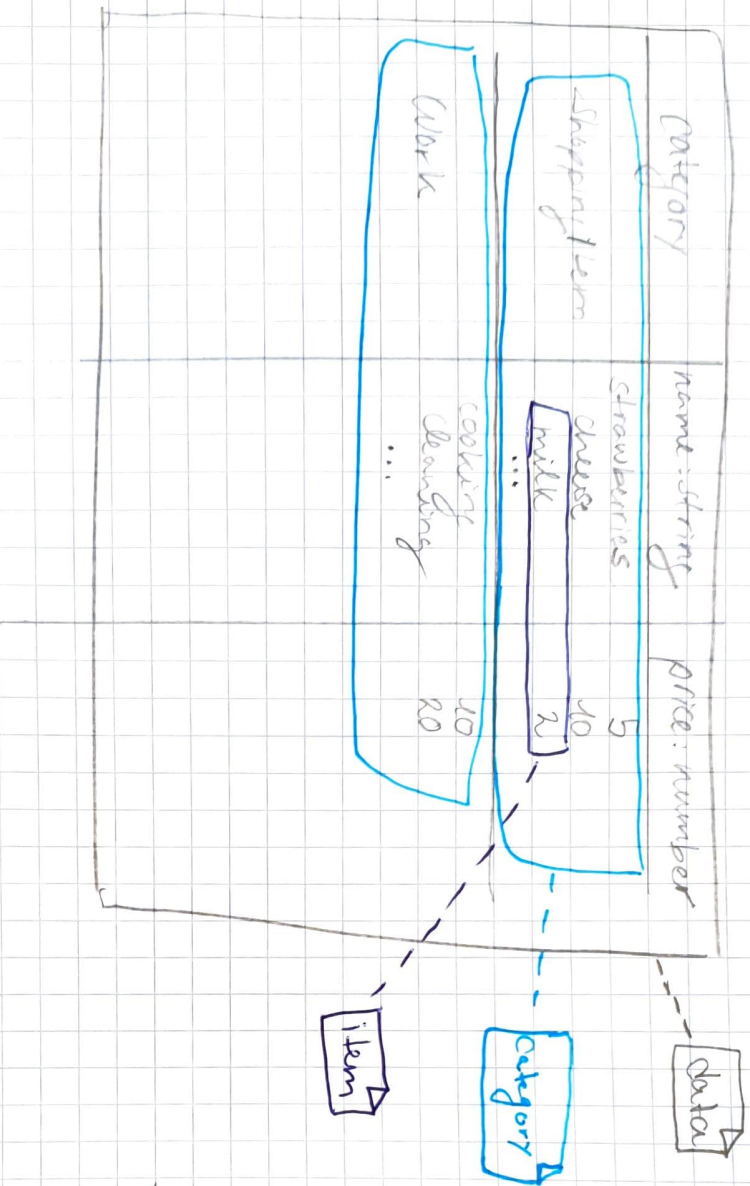 category name: string price: number
Shopping Item strawberries 5
cheese 10
milk 2
...
Work cooking 10
cleaning 20
...
data
category
item